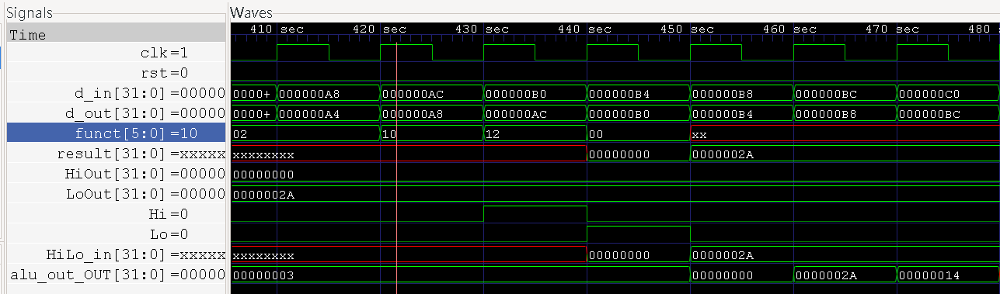 Signals Waves
Time 410 sec 420 sec 430 sec 440 sec 450 sec 460 sec 470 sec 480
clk=1
rst=0
d_in[31:0]=00000 0000+ 000000A8 000000AC 000000B0 000000B4 000000B8 000000BC 000000C0
d_out[31:0]=00000 0000+ 000000A4 000000A8 000000AC 000000B0 000000B4 000000B8 000000BC
funct[5:0]=10 02 10 12 00 xx
result[31:0]=xxxxx xxxxxxxx 00000000 0000002A
HiOut[31:0]=00000 00000000
LoOut[31:0]=00000 0000002A
Hi=0
Lo=0
HiLo_in[31:0]=xxxxx xxxxxxxx 00000000 0000002A
alu_out_OUT[31:0]=00000 00000003 00000000 0000002A 00000014